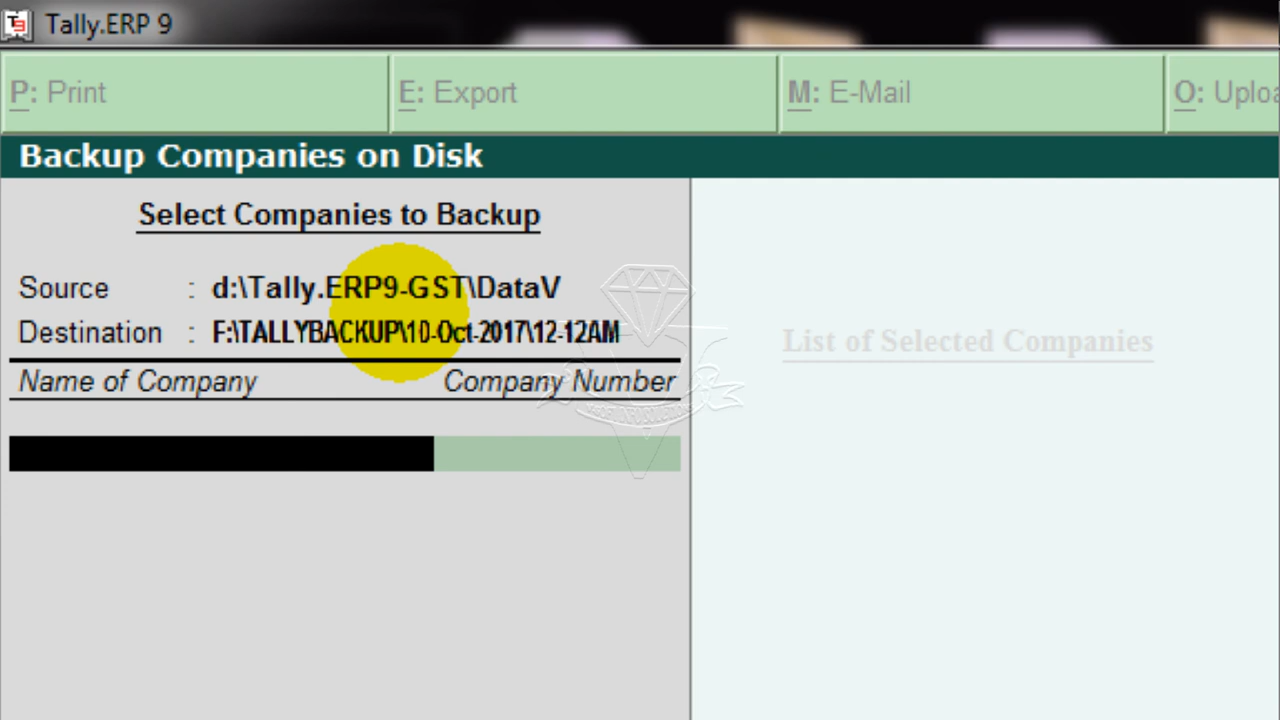 Tally.ERP 9
P: Print
E: Export
M: E-Mail
O:
Backup Companies on Disk
Select Companies to Backup
Source : d:\Tally.ERP9-GST\DataV
Destination : F:\TALLYBACKUP\10-Oct-2017\12-12AM
Name of Company Company Number
List of Selected Companies